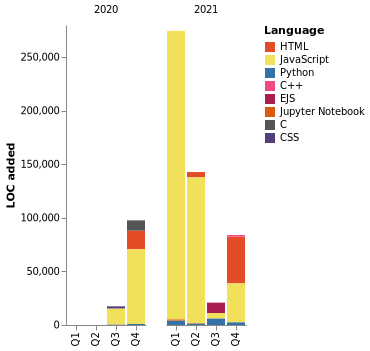 2020 2021
Language
HTML
JavaScript
Python
C++
EJS
Jupyter Notebook
C
CSS
LOC added
250,000
200,000
150,000
100,000
50,000
0
Q1 Q2 Q3 Q4 Q1 Q2 Q3 Q4